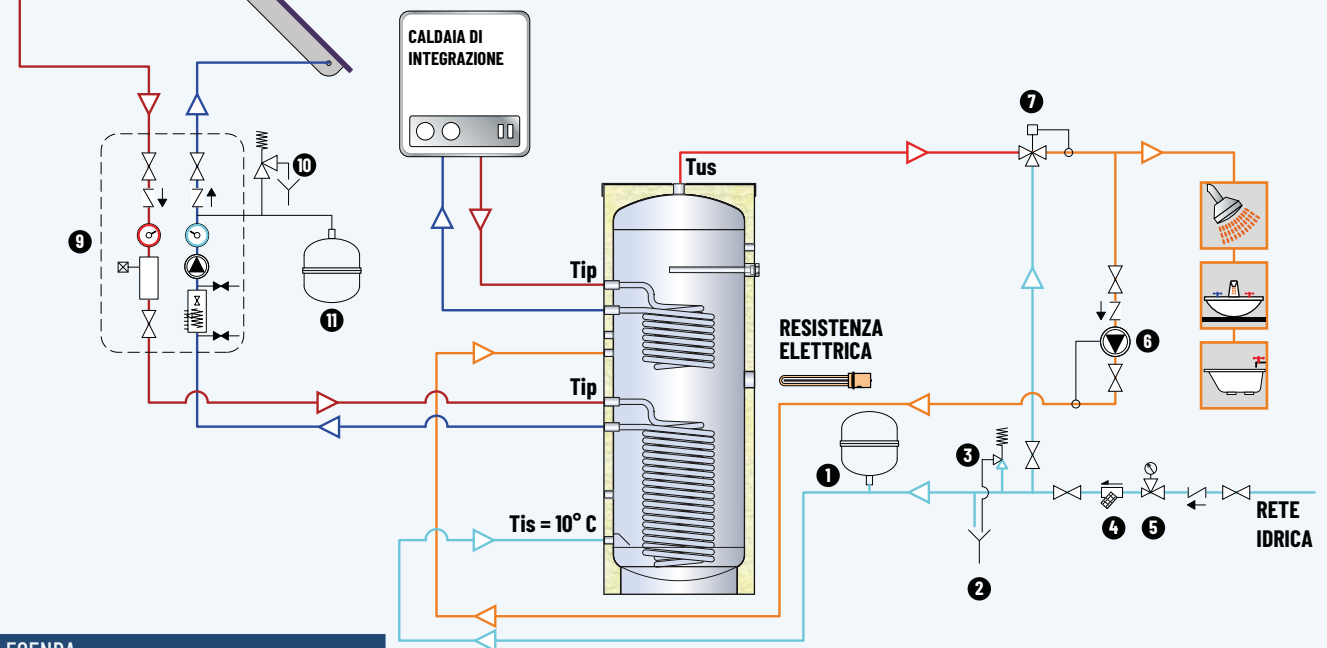 CALDAIA DI
INTEGRAZIONE
7
10
Tus
9
Tip
11
RESISTENZA
ELETTRICA
6
Tip
1
3
Tis = 10° C
4
5
RETE
IDRICA
2